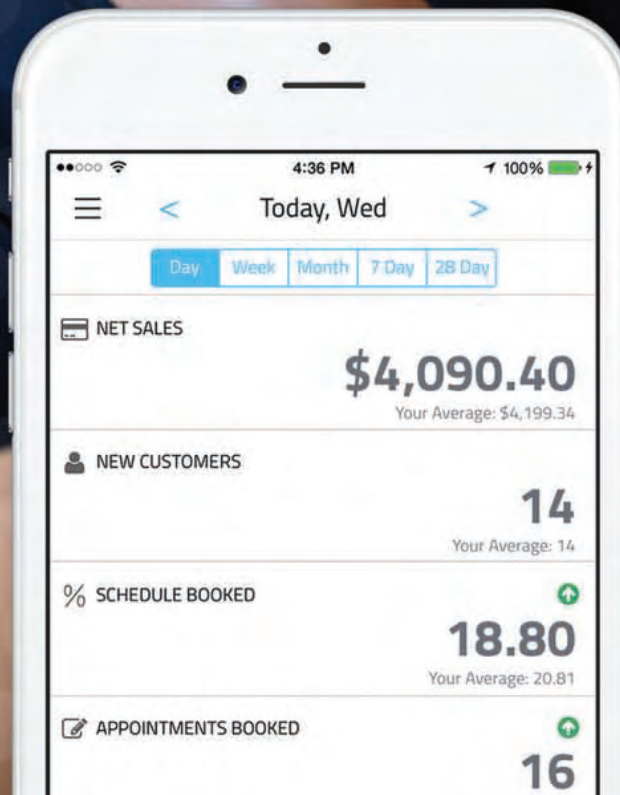 4:36 PM 100%
Today, Wed
Day Week Month 7 Day 28 Day
NET SALES
$4,090.40
Your Average: $4,199.34
NEW CUSTOMERS
14
Your Average: 14
% SCHEDULE BOOKED
18.80
Your Average: 20.81
APPOINTMENTS BOOKED
16